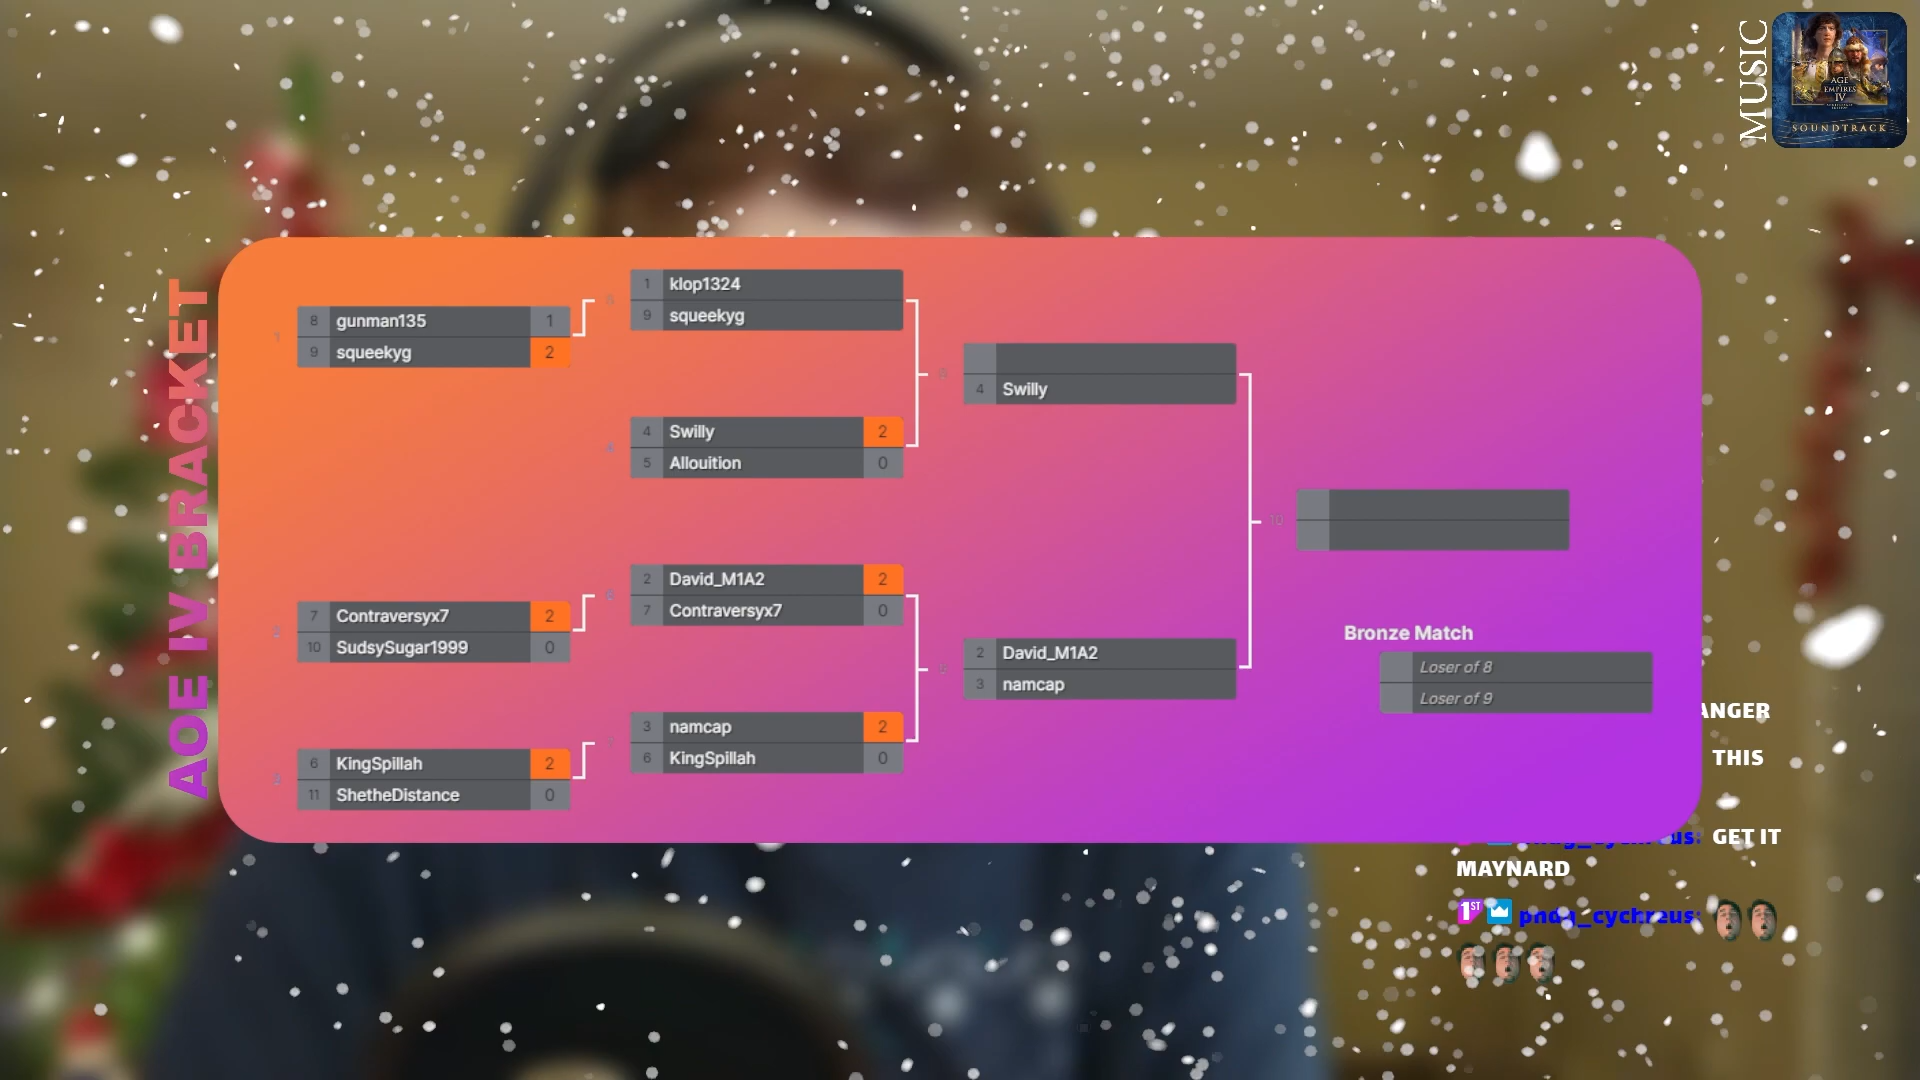 MUSIC
AGE
EMPIRES
IV
SOUNDTRACK
AOE IV BRACKET
8 gunman135 1
9 squeekyg 2
7 Contraversyx7 2
10 SudsySugar1999 0
6 KingSpillah 2
11 ShetheDistance 0
1 klop1324
9 squeekyg
4 Swilly 2
5 Allouition 0
2 David_M1A2 2
7 Contraversyx7 0
3 namcap 2
6 KingSpillah 0
4 Swilly
2 David_M1A2
3 namcap
10
Bronze Match
Loser of 8
Loser of 9
ANGER
THIS
GET IT
MAYNARD
1ST pndq_cychreus: